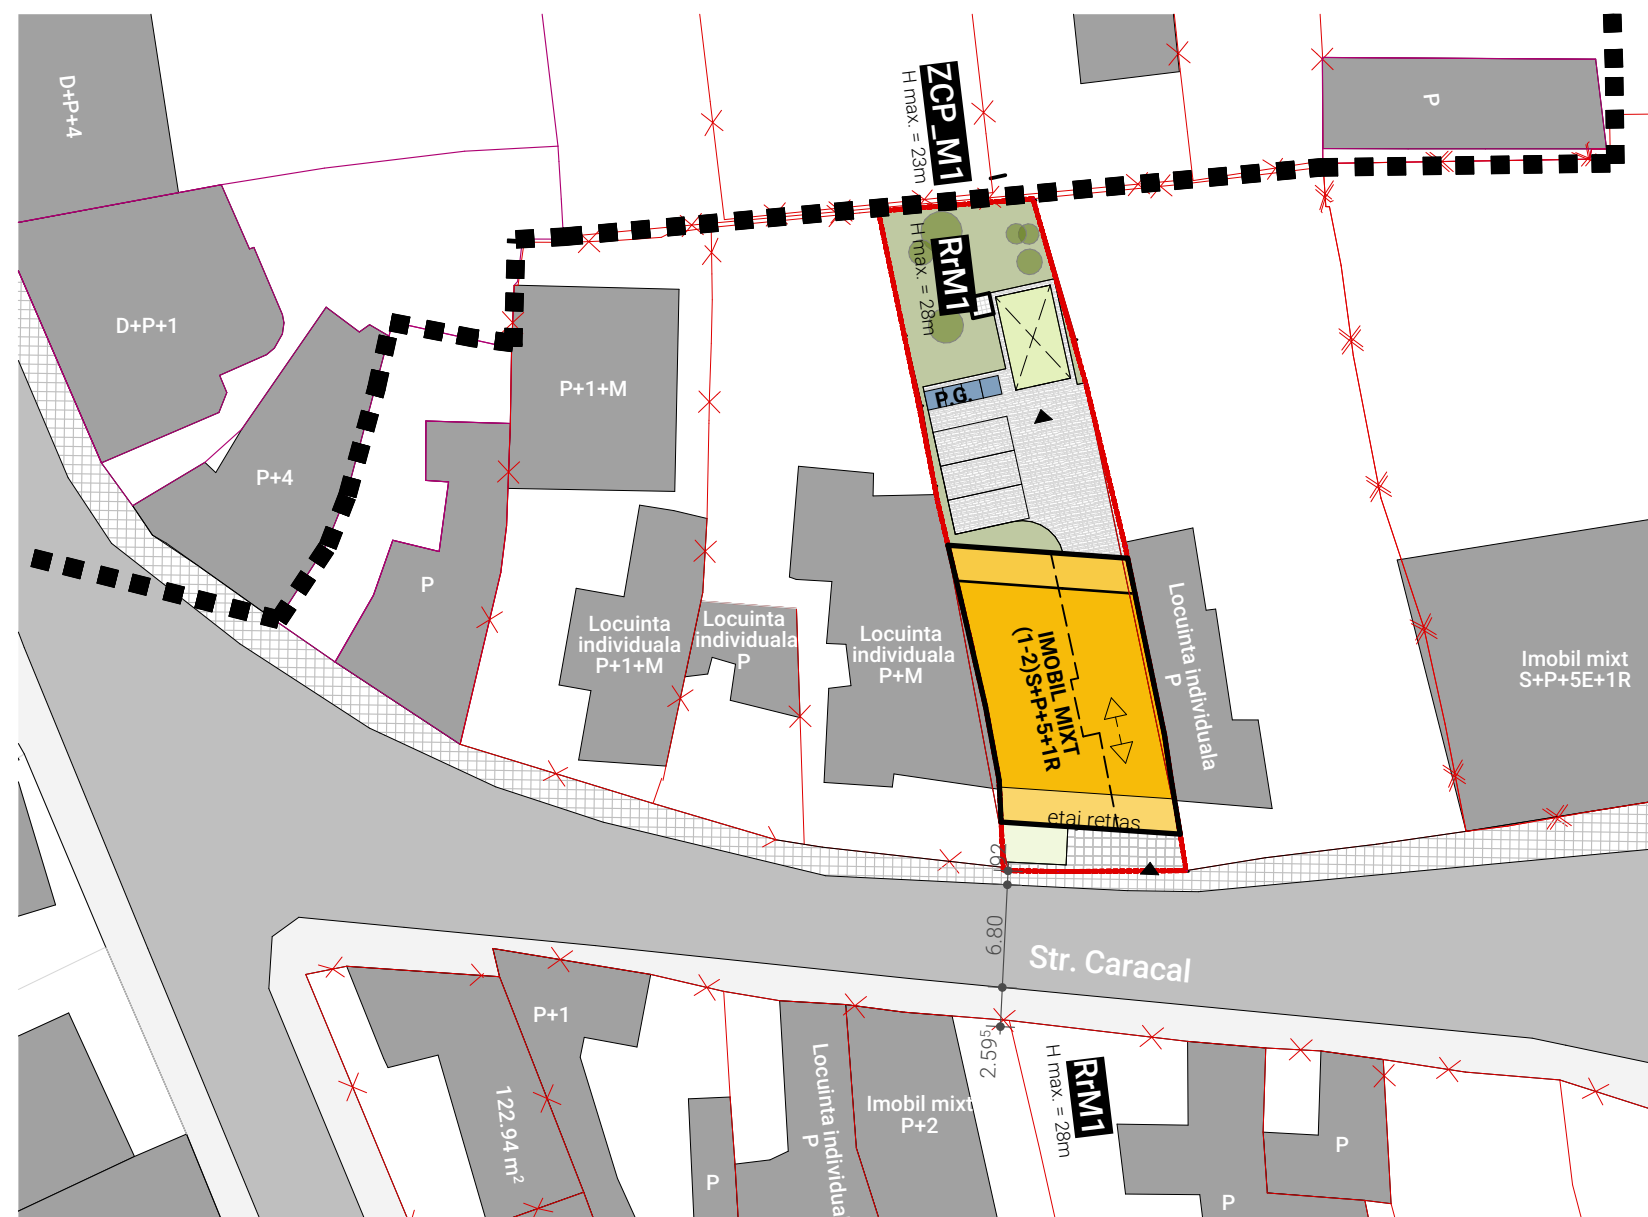 D+P+4
ZCP_M1
H max. = 23m
P
RrM1
H max. = 28m
D+P+1
P+1+M
P.G.
P+4
P
Locuinta
individuala
P+1+M
Locuinta
individuala
P
Locuinta
individuala
P+M
IMOBIL MIXT
(1-2)S+P+5+1R
Locuinta individuala
P
Imobil mixt
S+P+5E+1R
etaj retras
6.80
Str. Caracal
2.59⁵
P+1
122.94 m²
Locuinta individua
P
Imobil mixt
P+2
RrM1
H max. = 28m
P
P
P